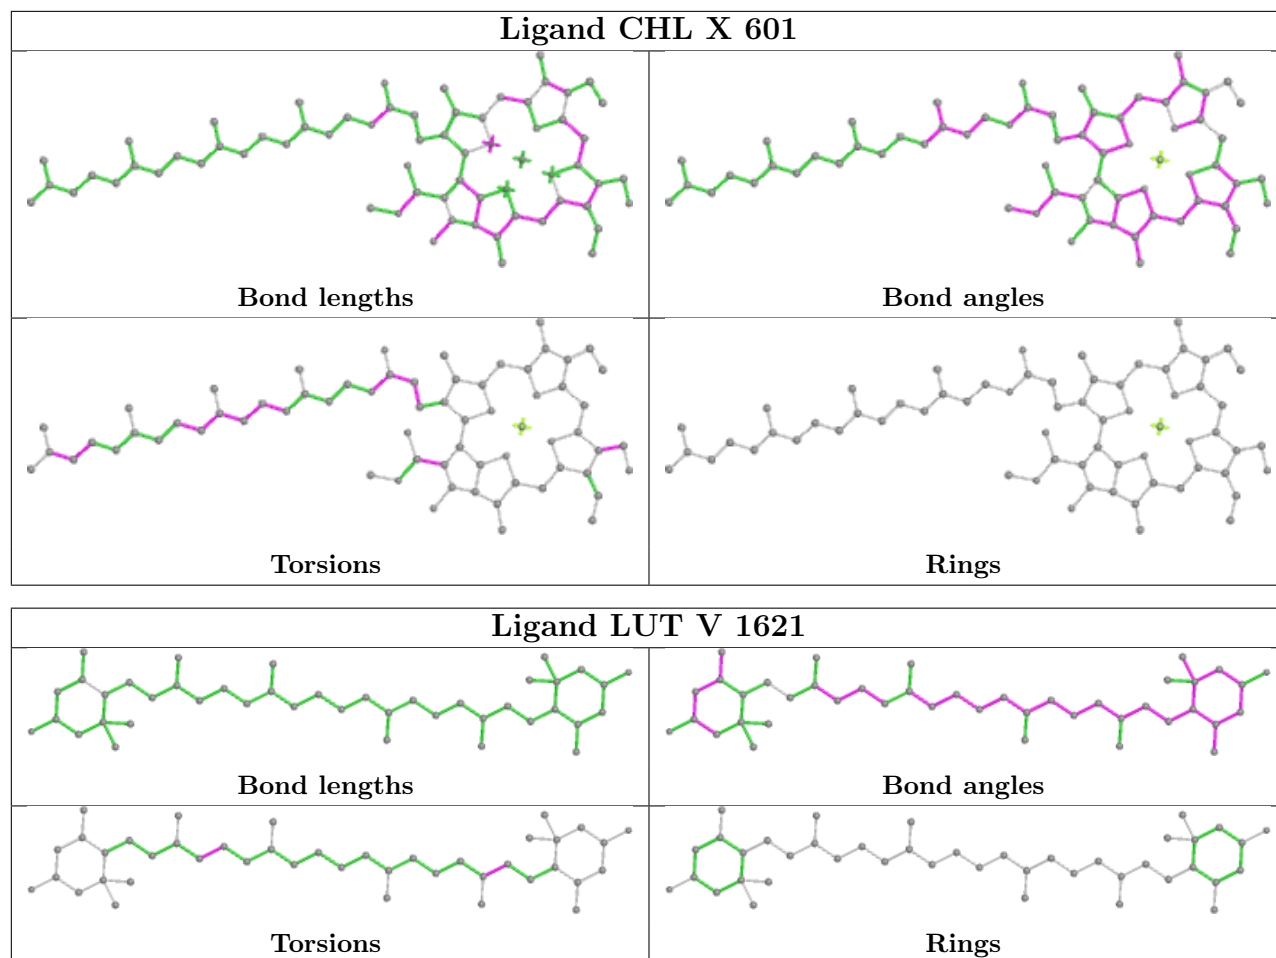 Ligand CHL X 601
Bond lengths
Bond angles
Torsions
Rings
Ligand LUT V 1621
Bond lengths
Bond angles
Torsions
Rings